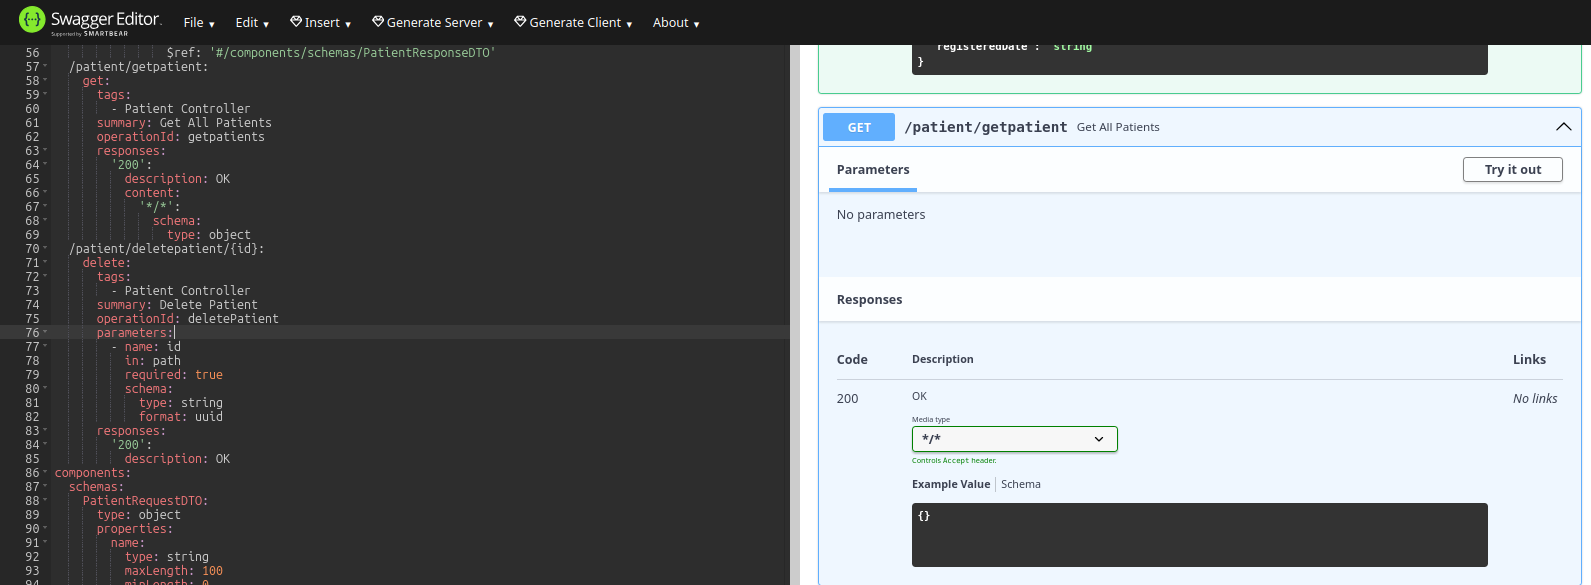 Swagger Editor.
Supported by SMARTBEAR
File Edit Insert Generate Server Generate Client About
56 $ref: '#/components/schemas/PatientResponseDTO'
57 /patient/getpatient:
58 get:
59 tags:
60 - Patient Controller
61 summary: Get All Patients
62 operationId: getpatients
63 responses:
64 '200':
65 description: OK
66 content:
67 '*/*':
68 schema:
69 type: object
70 /patient/deletepatient/{id}:
71 delete:
72 tags:
73 - Patient Controller
74 summary: Delete Patient
75 operationId: deletePatient
76 parameters:
77 - name: id
78 in: path
79 required: true
80 schema:
81 type: string
82 format: uuid
83 responses:
84 '200':
85 description: OK
86 components:
87 schemas:
88 PatientRequestDTO:
89 type: object
90 properties:
91 name:
92 type: string
93 maxLength: 100
94 minLength: 0
"registeredDate": "string"
}
GET /patient/getpatient Get All Patients
Parameters
Try it out
No parameters
Responses
Code Description Links
200 OK No links
Media type
*/*
Controls Accept header.
Example Value Schema
{}